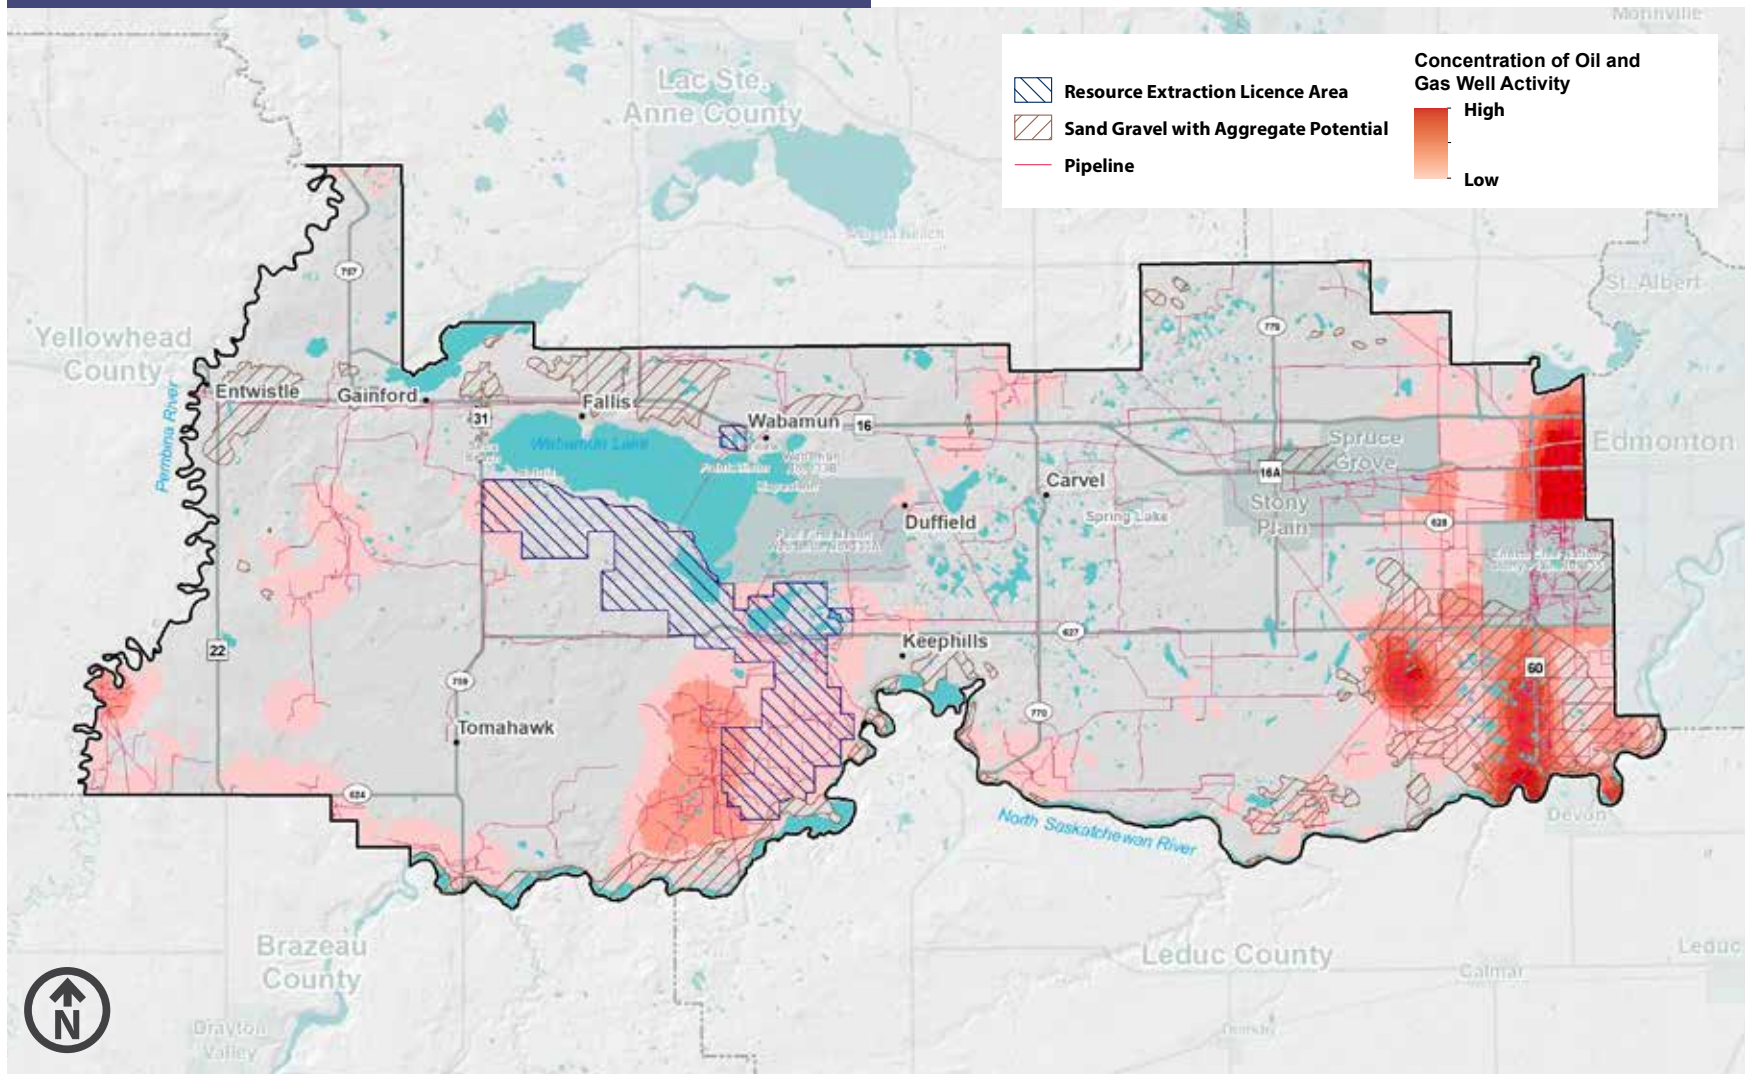 Morinville
Concentration of Oil and
Gas Well Activity
High
Low
Resource Extraction Licence Area
Sand Gravel with Aggregate Potential
Pipeline
Lac Ste.
Anne County
757
St. Albert
Yellowhead
County
779
Entwistle
Gainford
Fallis
31
Wabamun
16
Pembina River
Wabamun Lake
Spruce
Grove
Edmonton
16A
Carvel
Stony
Plain
Duffield
Spring Lake
628
22
Keephills
627
60
759
770
Tomahawk
624
North Saskatchewan River
Devon
Brazeau
County
Leduc County
Leduc
Calmar
Drayton
Valley
N